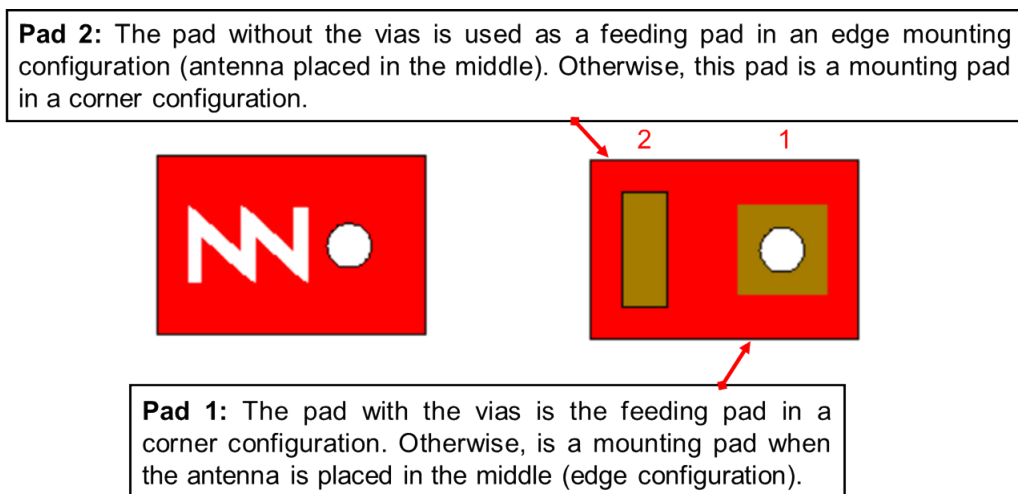 Pad 2: The pad without the vias is used as a feeding pad in an edge mounting
configuration (antenna placed in the middle). Otherwise, this pad is a mounting pad
in a corner configuration.
2 1
Pad 1: The pad with the vias is the feeding pad in a
corner configuration. Otherwise, is a mounting pad when
the antenna is placed in the middle (edge configuration).